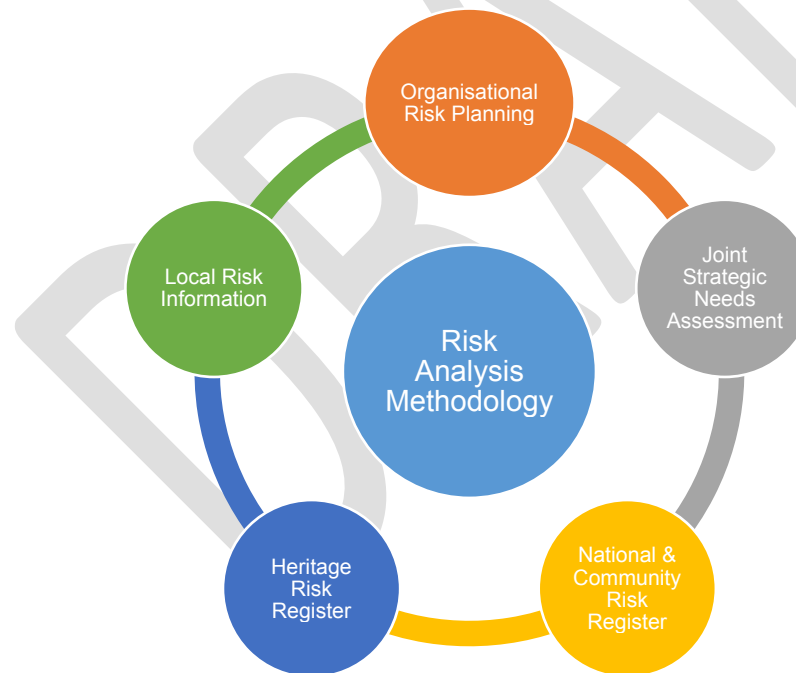 Organisational
Risk Planning
Joint
Strategic
Needs
Assessment
National &
Community
Risk
Register
Heritage
Risk
Register
Local Risk
Information
Risk
Analysis
Methodology